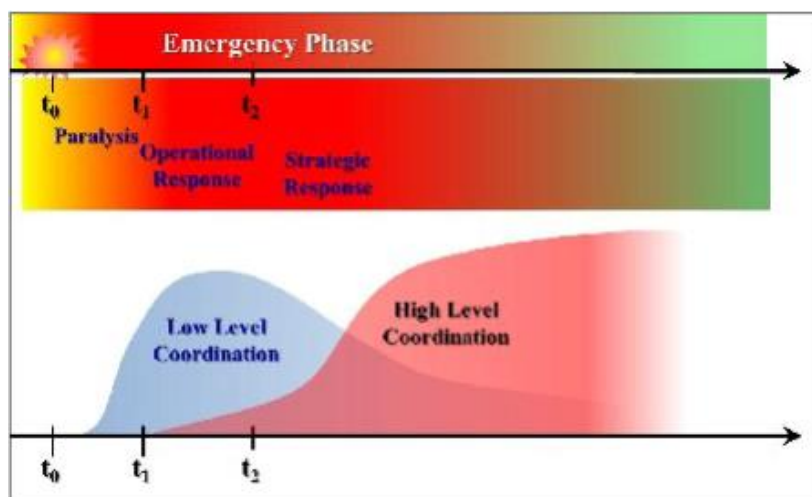 Emergency Phase
t₀ t₁ t₂
Paralysis
Operational
Response
Strategic
Response
Low Level
Coordination
High Level
Coordination
t₀ t₁ t₂